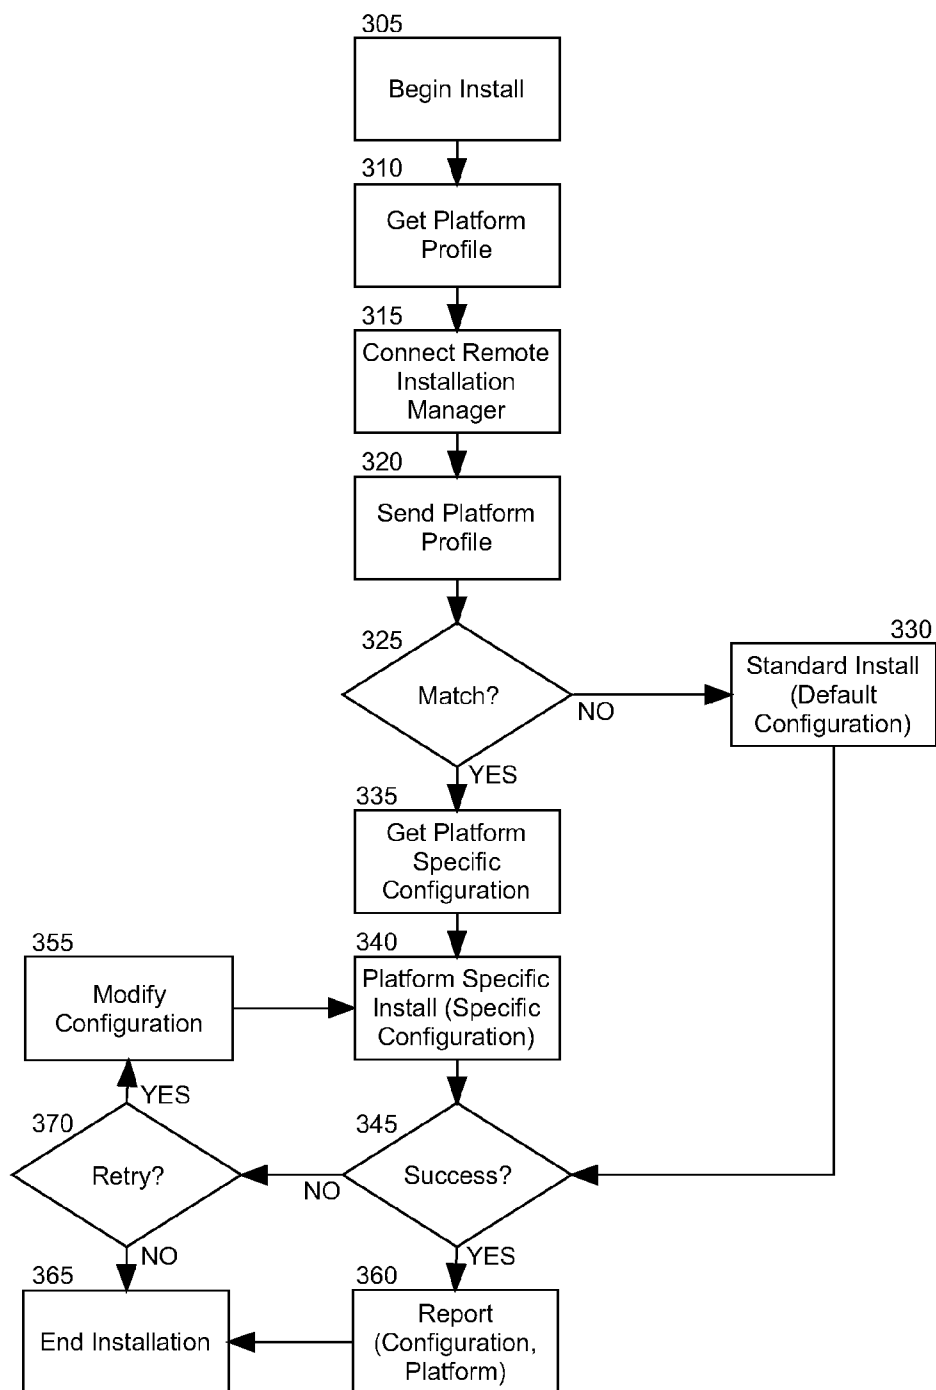 305
Begin Install
310
Get Platform
Profile
315
Connect Remote
Installation
Manager
320
Send Platform
Profile
325
Match?
NO
YES
330
Standard Install
(Default
Configuration)
335
Get Platform
Specific
Configuration
355
Modify
Configuration
340
Platform Specific
Install (Specific
Configuration)
370
Retry?
YES
NO
345
Success?
NO
YES
365
End Installation
360
Report
(Configuration,
Platform)